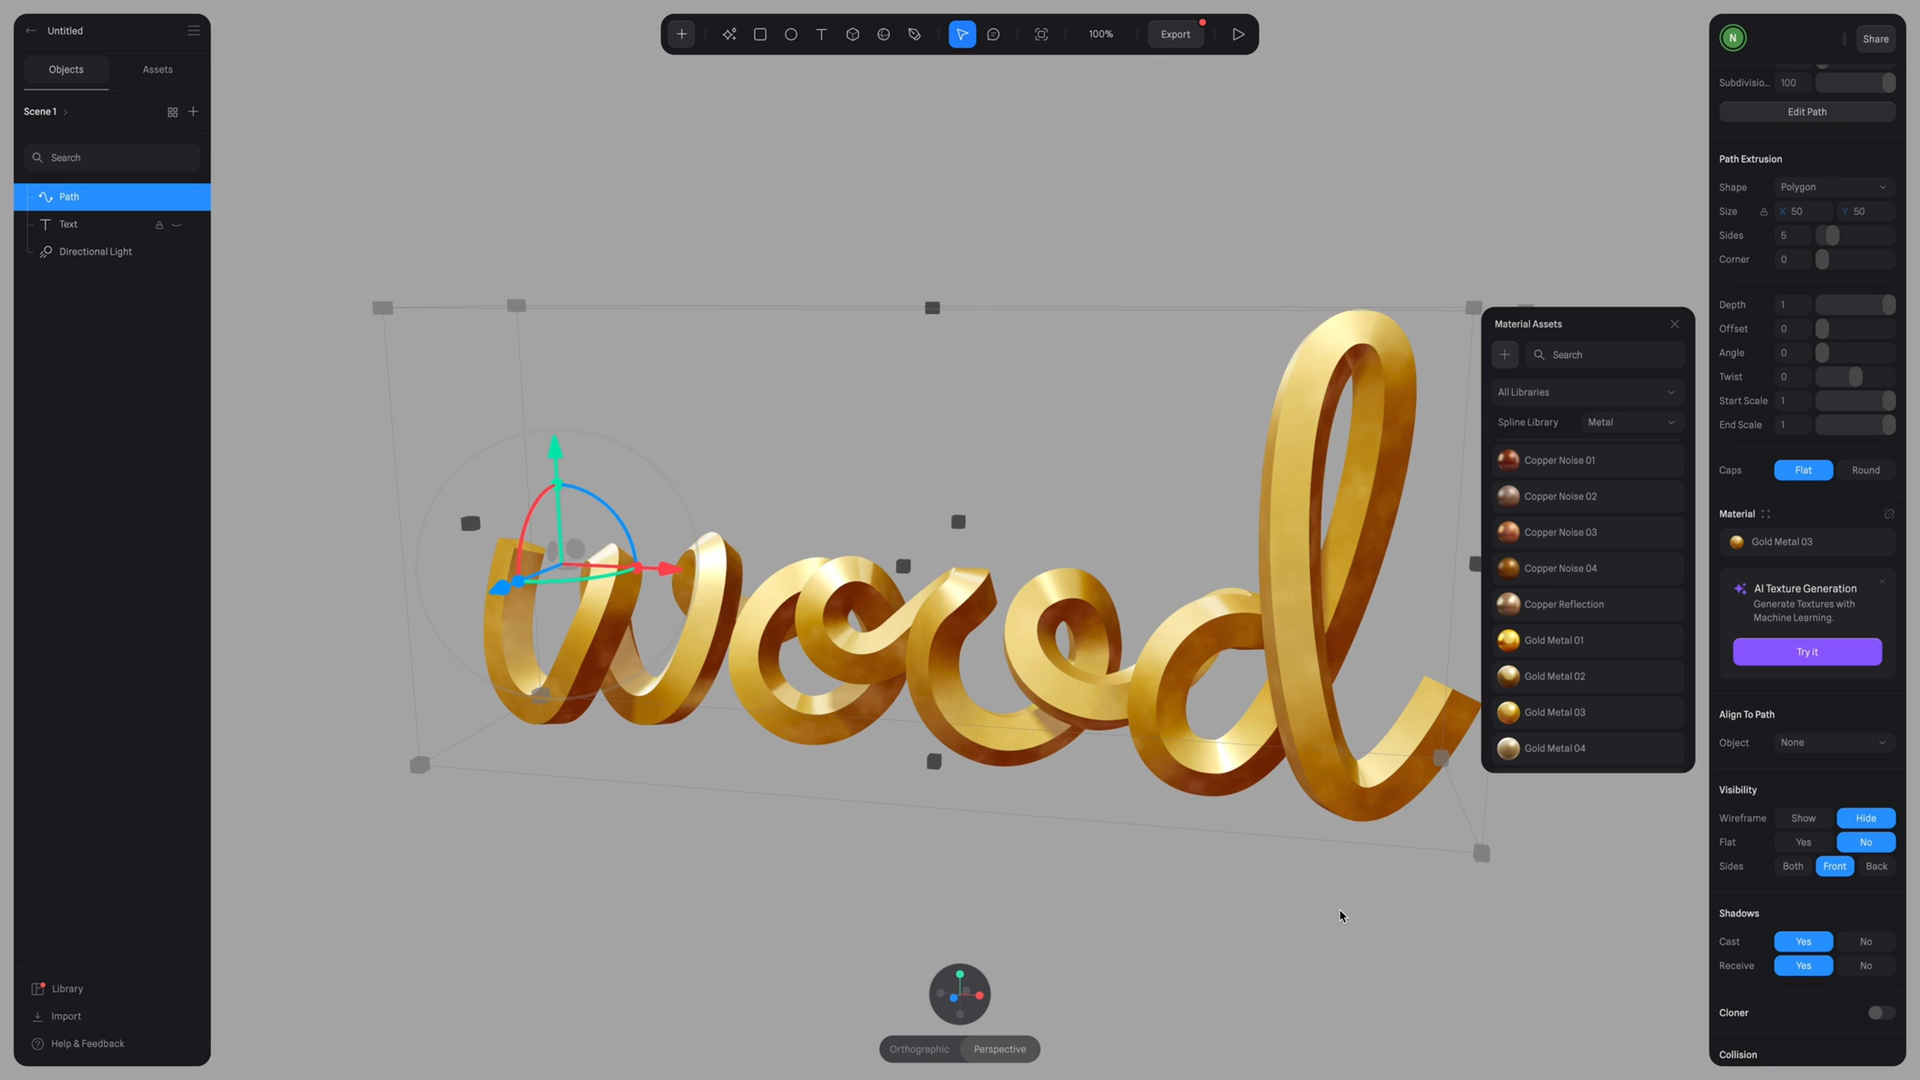 Untitled
Objects
Assets
Scene 1
Search
Path
Text
Directional Light
Library
Import
Help & Feedback
100%
Export
Orthographic
Perspective
Material Assets
Search
All Libraries
Spline Library
Metal
Copper Noise 01
Copper Noise 02
Copper Noise 03
Copper Noise 04
Copper Reflection
Gold Metal 01
Gold Metal 02
Gold Metal 03
Gold Metal 04
N
Share
Subdivisio... 100
Edit Path
Path Extrusion
Shape Polygon
Size X 50 Y 50
Sides 5
Corner 0
Depth 1
Offset 0
Angle 0
Twist 0
Start Scale 1
End Scale 1
Caps Flat Round
Material
Gold Metal 03
AI Texture Generation
Generate Textures with
Machine Learning.
Try it
Align To Path
Object None
Visibility
Wireframe Show Hide
Flat Yes No
Sides Both Front Back
Shadows
Cast Yes No
Receive Yes No
Cloner
Collision